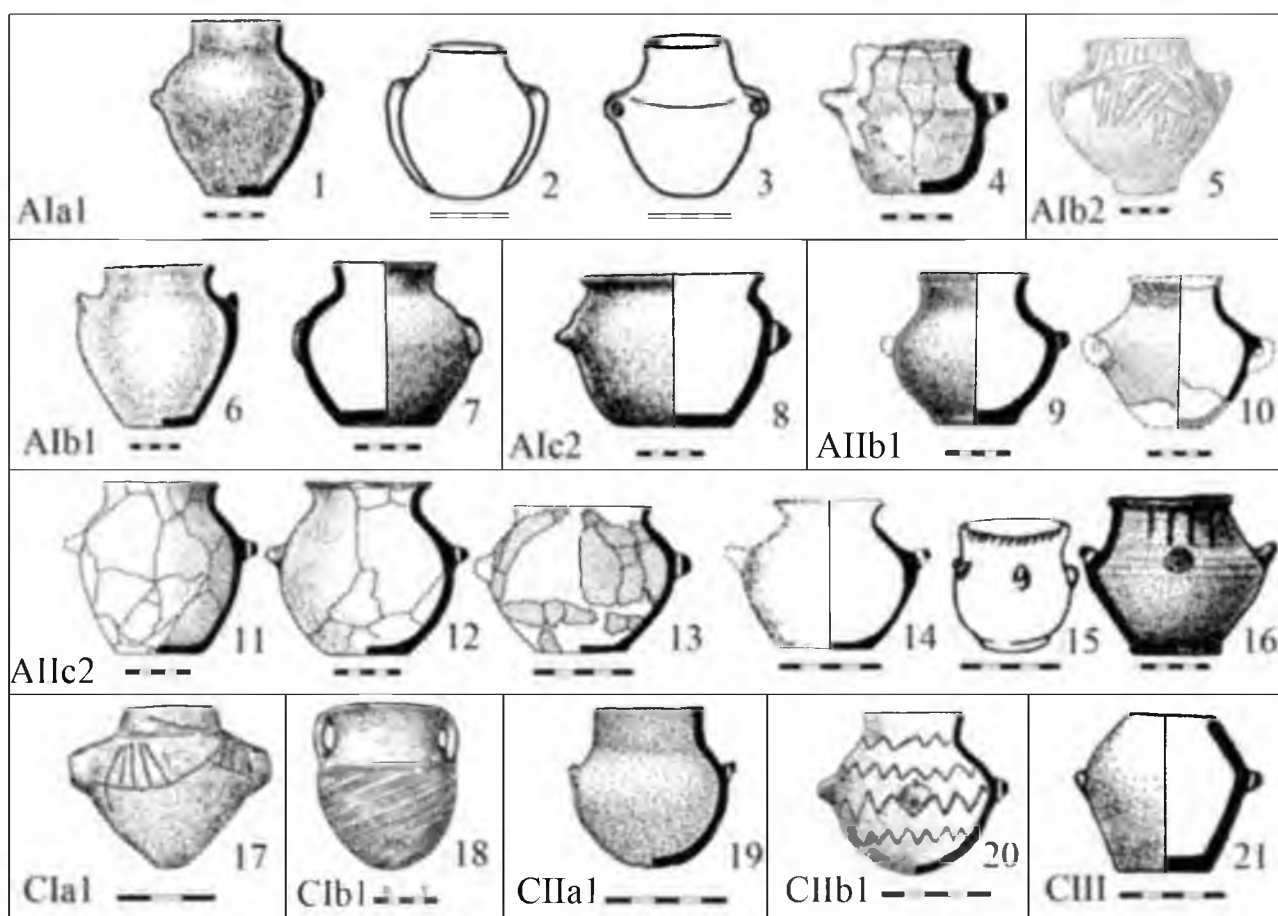 1 2 3 4 5
AIa1 AIb2
6 7 8 9 10
AIb1 AIc2 AIIb1
11 12 13 14 15 16
AIIc2
17 18 19 20 21
CIa1 CIb1 CIIa1 CIIb1 CIII